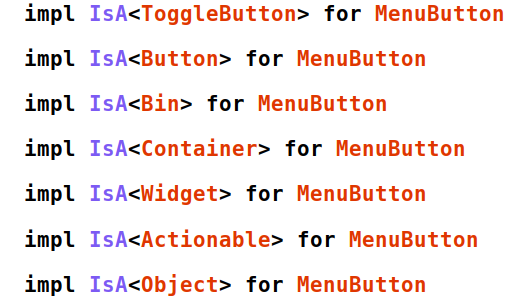 impl IsA<ToggleButton> for MenuButton
impl IsA<Button> for MenuButton
impl IsA<Bin> for MenuButton
impl IsA<Container> for MenuButton
impl IsA<Widget> for MenuButton
impl IsA<Actionable> for MenuButton
impl IsA<Object> for MenuButton